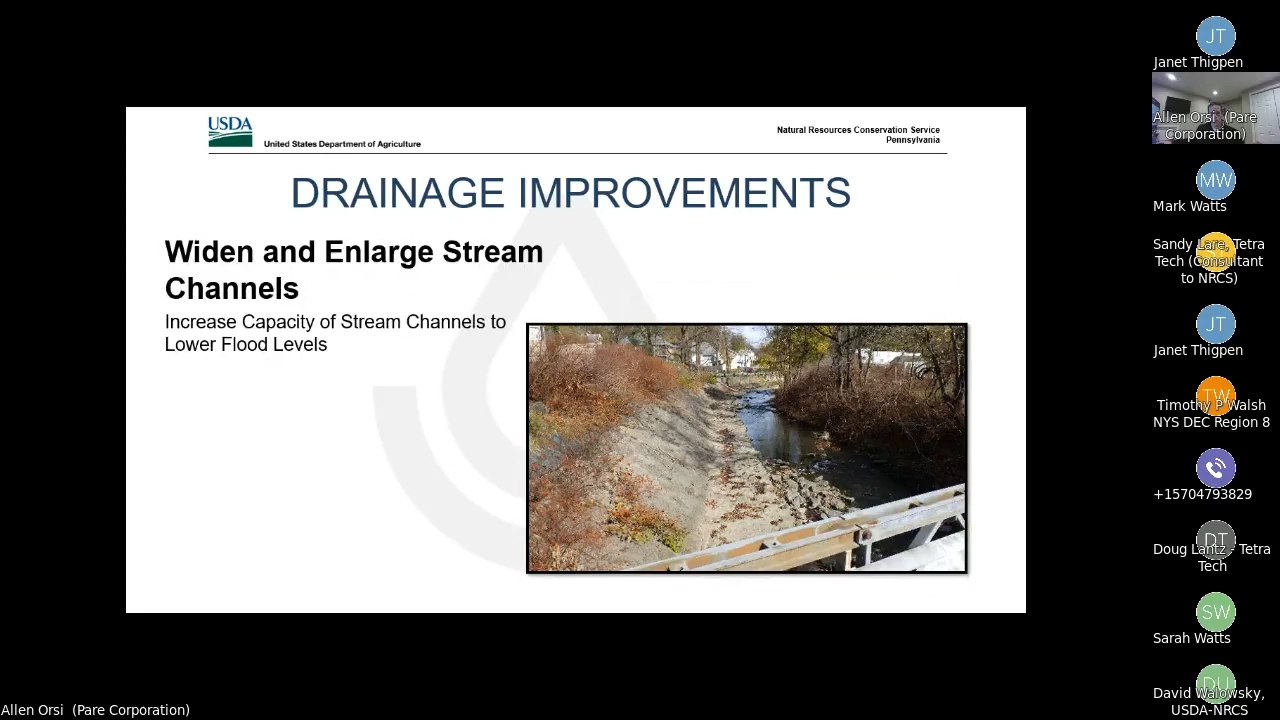 USDA
United States Department of Agriculture
Natural Resources Conservation Service
Pennsylvania
DRAINAGE IMPROVEMENTS
Widen and Enlarge Stream
Channels
Increase Capacity of Stream Channels to
Lower Flood Levels
JT
Janet Thigpen
Allen Orsi (Pare
Corporation)
MW
Mark Watts
Sandy Lare, Tetra
Tech (Consultant
to NRCS)
JT
Janet Thigpen
TW
Timothy P Walsh
NYS DEC Region 8
+15704793829
DT
Doug Lantz - Tetra
Tech
SW
Sarah Watts
DU
David Walowsky,
USDA-NRCS
Allen Orsi (Pare Corporation)